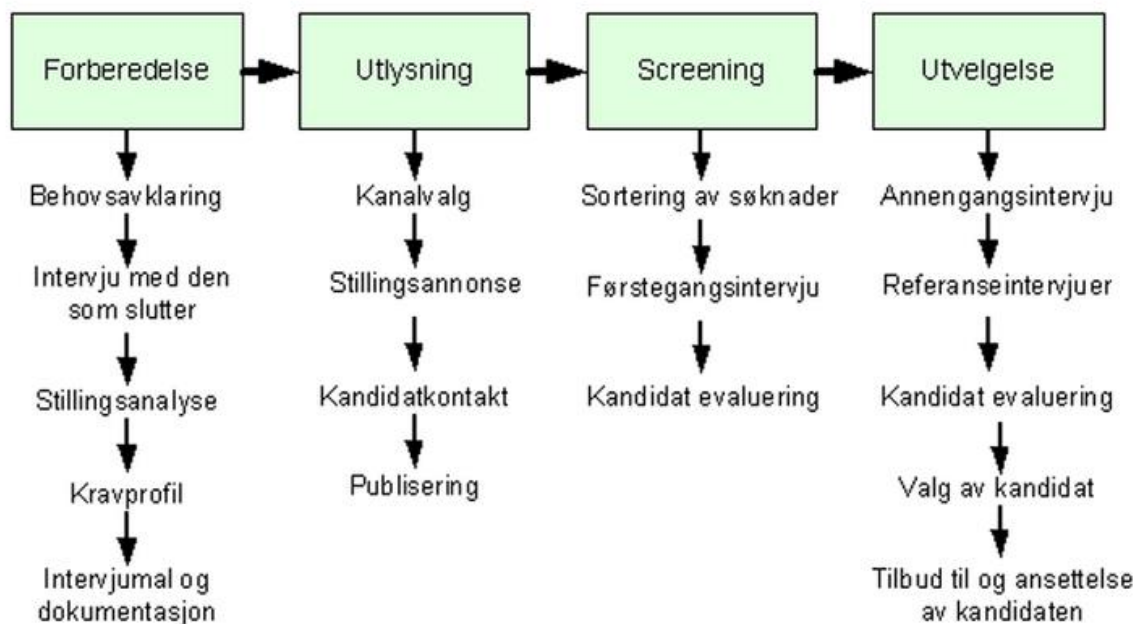 Forberedelse
Utlysning
Screening
Utvelgelse
Behovsavklaring
Intervju med den
som slutter
Stillingsanalyse
Kravprofil
Intervjumal og
dokumentasjon
Kanalvalg
Stillingsannonse
Kandidatkontakt
Publisering
Sortering av søknader
Førstegangsintervju
Kandidat evaluering
Annengangsintervju
Referanseintervjuer
Kandidat evaluering
Valg av kandidat
Tilbud til og ansettelse
av kandidaten